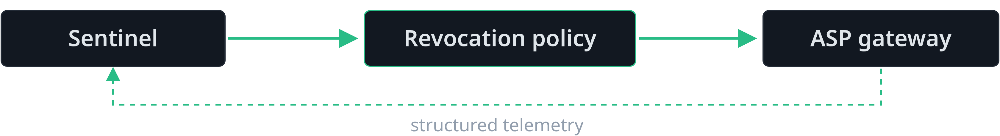 Sentinel
Revocation policy
ASP gateway
structured telemetry